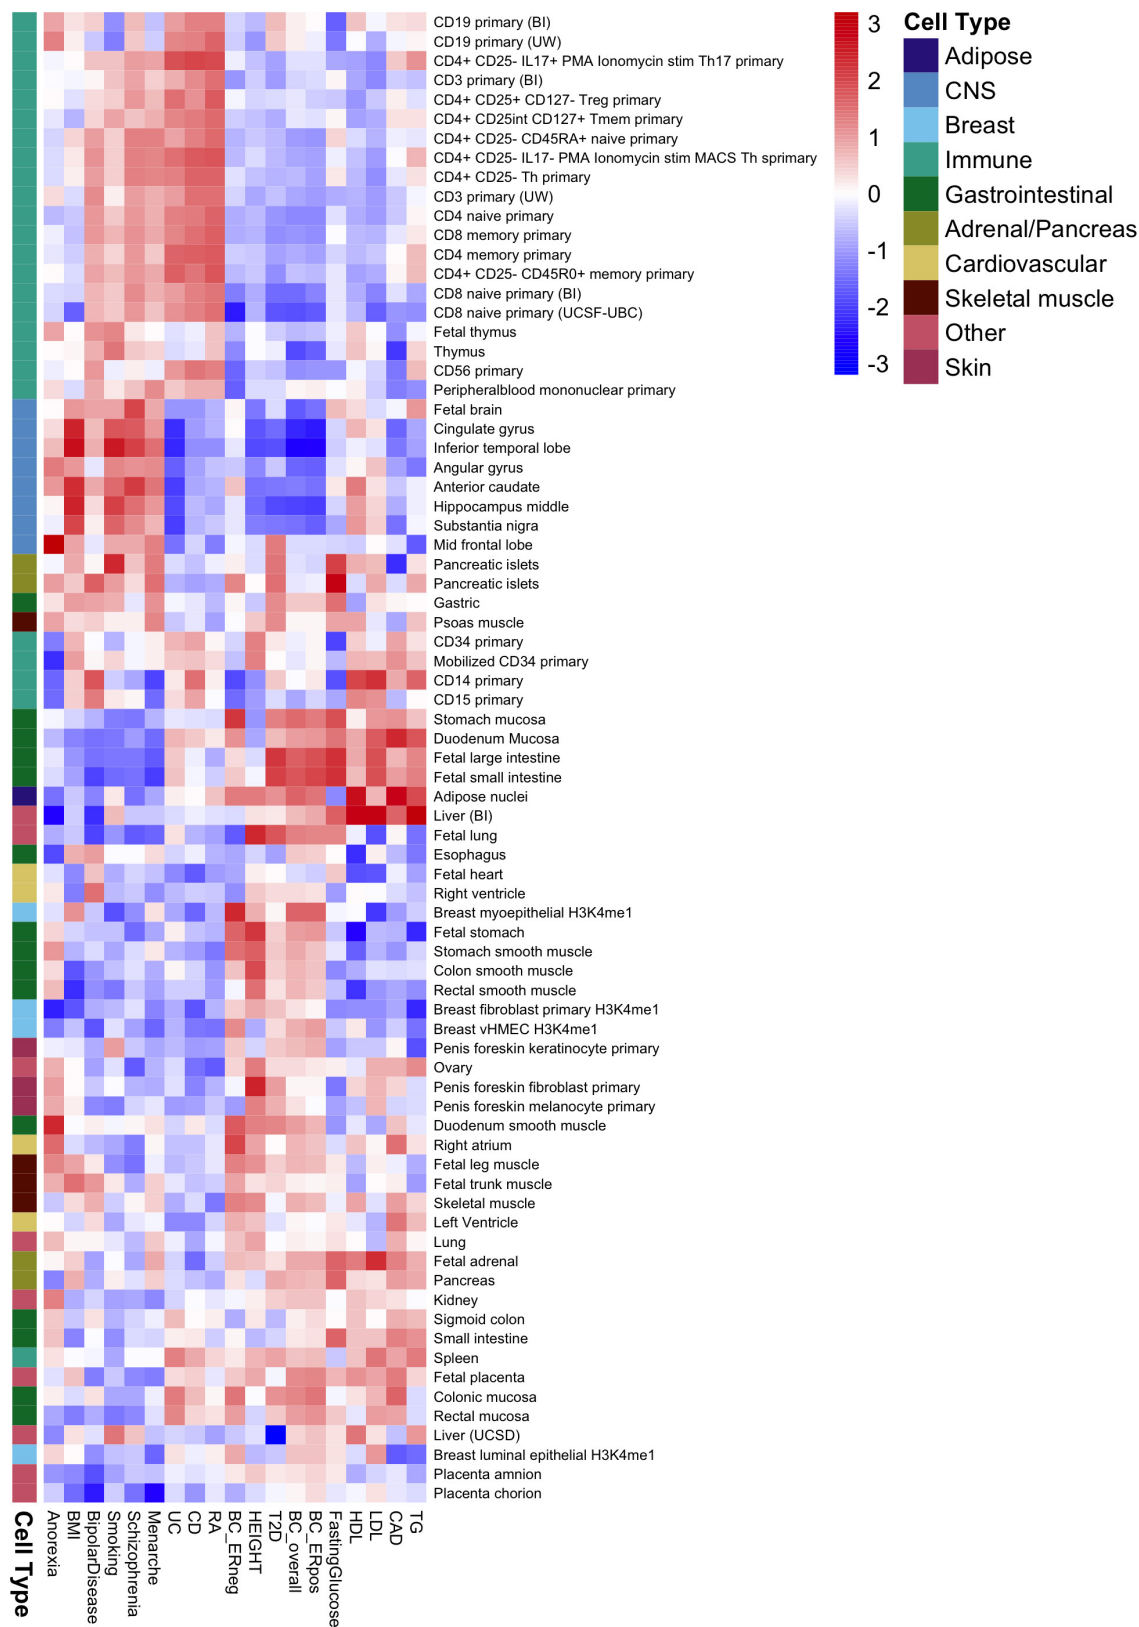 CD19 primary (BI)
CD19 primary (UW)
CD4+ CD25- IL17+ PMA Ionomycin stim Th17 primary
CD3 primary (BI)
CD4+ CD25+ CD127- Treg primary
CD4+ CD25int CD127+ Tmem primary
CD4+ CD25- CD45RA+ naive primary
CD4+ CD25- IL17- PMA Ionomycin stim MACS Th sprimary
CD4+ CD25- Th primary
CD3 primary (UW)
CD4 naive primary
CD8 memory primary
CD4 memory primary
CD4+ CD25- CD45R0+ memory primary
CD8 naive primary (BI)
CD8 naive primary (UCSF-UBC)
Fetal thymus
Thymus
CD56 primary
Peripheralblood mononuclear primary
Fetal brain
Cingulate gyrus
Inferior temporal lobe
Angular gyrus
Anterior caudate
Hippocampus middle
Substantia nigra
Mid frontal lobe
Pancreatic islets
Pancreatic islets
Gastric
Psoas muscle
CD34 primary
Mobilized CD34 primary
CD14 primary
CD15 primary
Stomach mucosa
Duodenum Mucosa
Fetal large intestine
Fetal small intestine
Adipose nuclei
Liver (BI)
Fetal lung
Esophagus
Fetal heart
Right ventricle
Breast myoepithelial H3K4me1
Fetal stomach
Stomach smooth muscle
Colon smooth muscle
Rectal smooth muscle
Breast fibroblast primary H3K4me1
Breast vHMEC H3K4me1
Penis foreskin keratinocyte primary
Ovary
Penis foreskin fibroblast primary
Penis foreskin melanocyte primary
Duodenum smooth muscle
Right atrium
Fetal leg muscle
Fetal trunk muscle
Skeletal muscle
Left Ventricle
Lung
Fetal adrenal
Pancreas
Kidney
Sigmoid colon
Small intestine
Spleen
Fetal placenta
Colonic mucosa
Rectal mucosa
Liver (UCSD)
Breast luminal epithelial H3K4me1
Placenta amnion
Placenta chorion
Cell Type
Anorexia
BMI
BipolarDisease
Smoking
Schizophrenia
Menarche
UC
CD
RA
BC_ERneg
HEIGHT
T2D
BC_overall
BC_ERpos
FastingGlucose
HDL
LDL
CAD
TG
3
2
1
0
-1
-2
-3
Cell Type
Adipose
CNS
Breast
Immune
Gastrointestinal
Adrenal/Pancreas
Cardiovascular
Skeletal muscle
Other
Skin